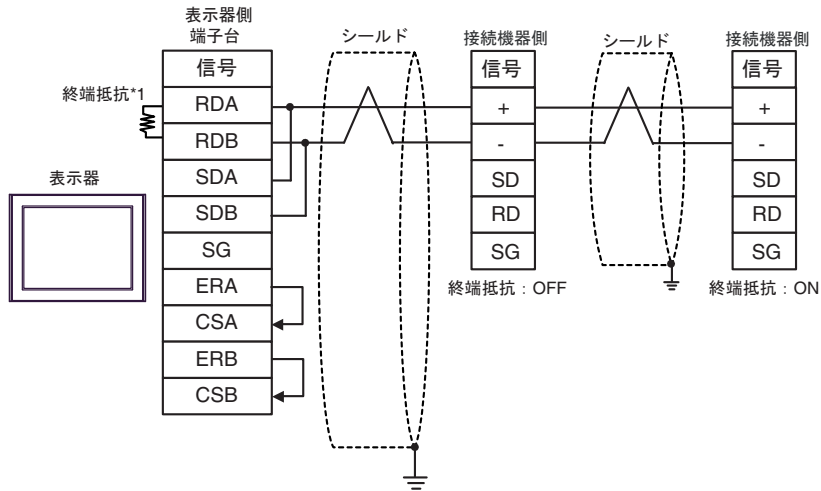 表示器側
端子台
信号
RDA
RDB
SDA
SDB
SG
ERA
CSA
ERB
CSB
終端抵抗*1
表示器
シールド
接続機器側
信号
+
-
SD
RD
SG
終端抵抗：OFF
シールド
接続機器側
信号
+
-
SD
RD
SG
終端抵抗：ON